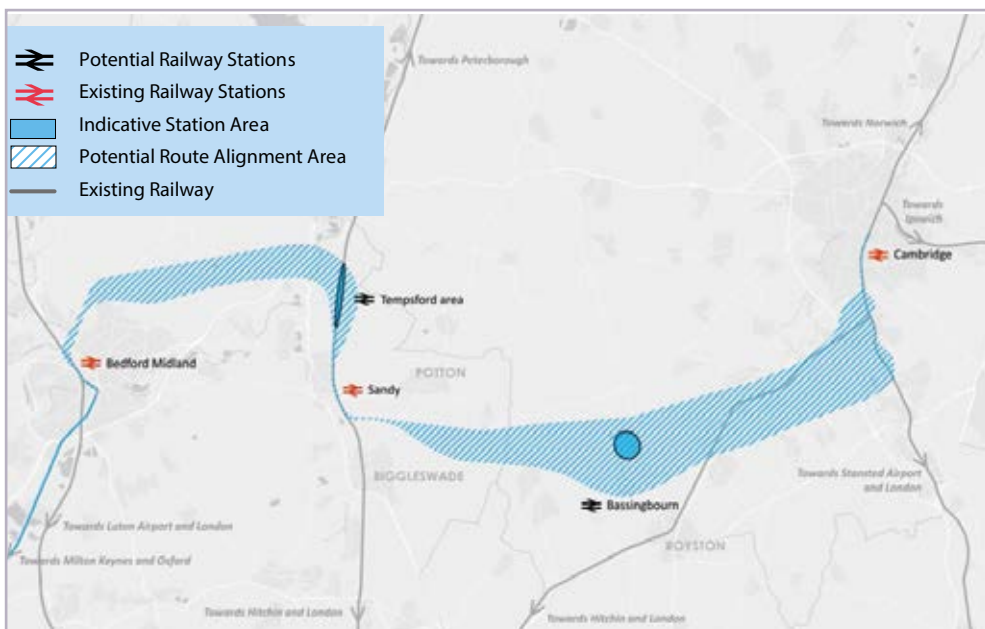 Potential Railway Stations
Existing Railway Stations
Indicative Station Area
Potential Route Alignment Area
Existing Railway
Towards Peterborough
Towards Norwich
Towards
Ipswich
Cambridge
Tempsford area
Bedford Midland
POTTON
Sandy
BIGGLESWADE
Towards Stansted Airport
and London
Bassingbourn
Towards Luton Airport and London
ROYSTON
Towards Milton Keynes and Oxford
Towards Hitchin and London
Towards Hitchin and London